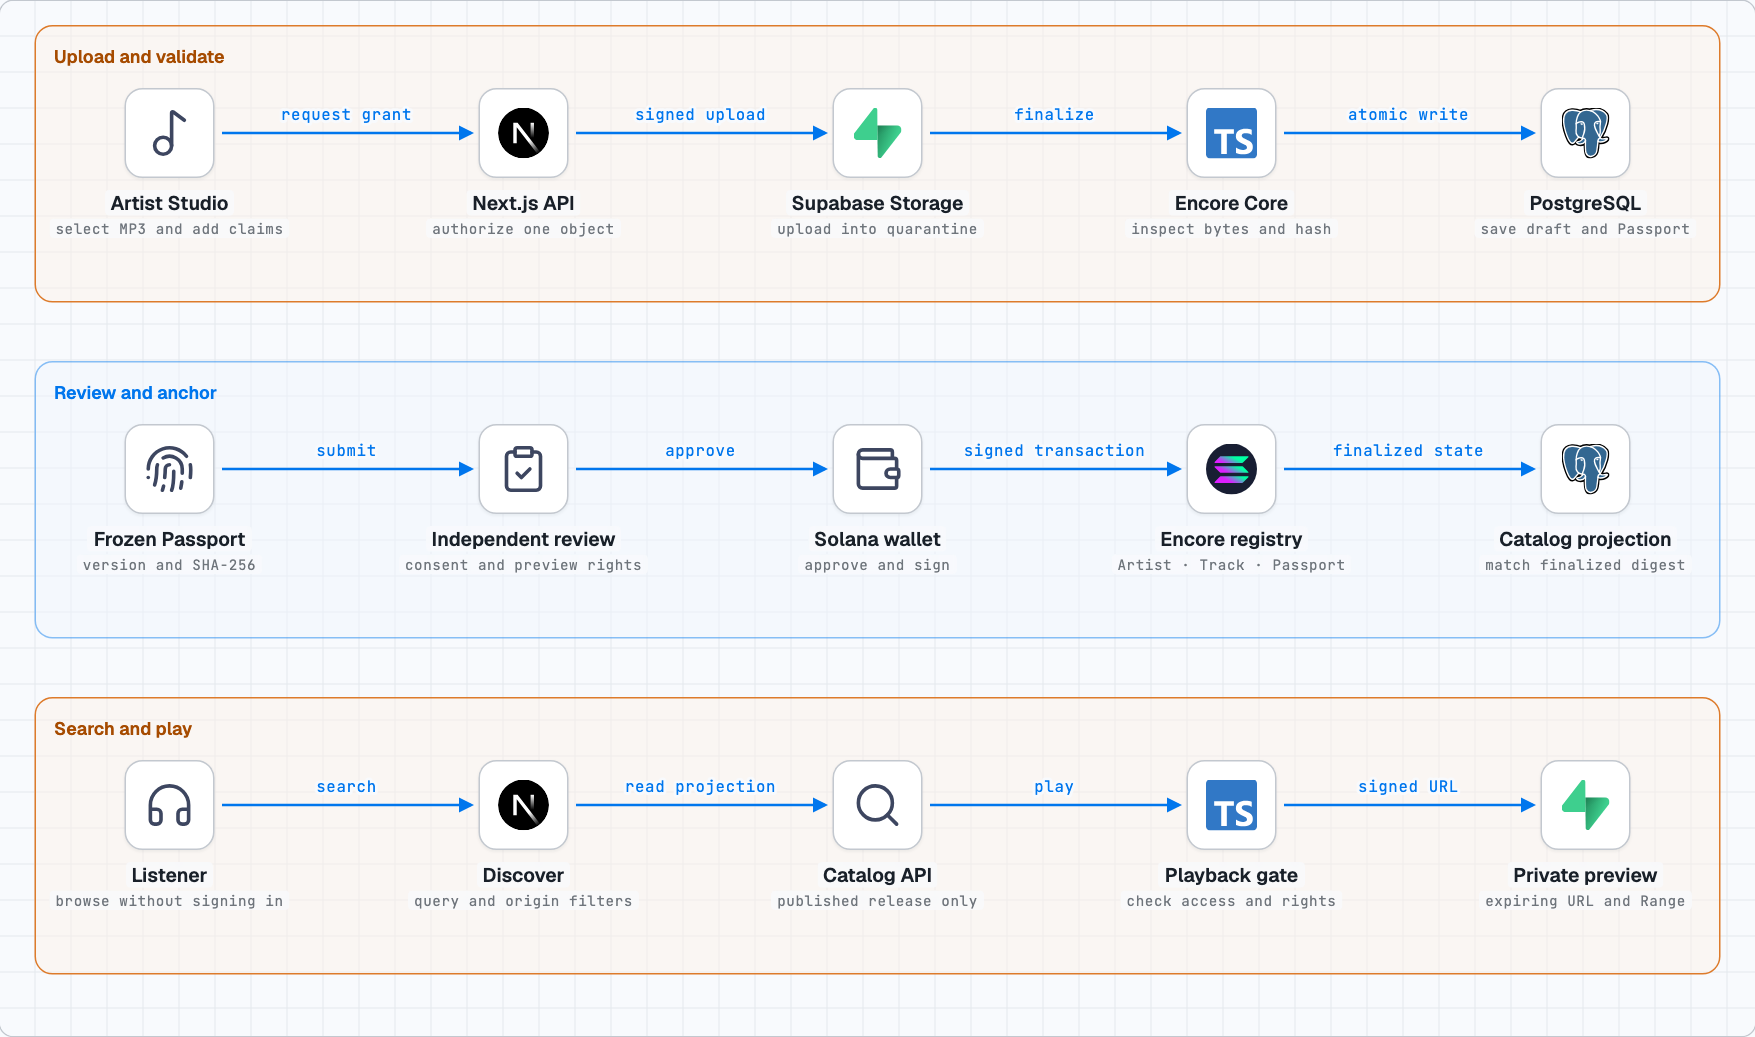 Upload and validate
request grant
signed upload
finalize
atomic write
N
TS
Artist Studio
Next.js API
Supabase Storage
Encore Core
PostgreSQL
select MP3 and add claims
authorize one object
upload into quarantine
inspect bytes and hash
save draft and Passport
Review and anchor
submit
approve
signed transaction
finalized state
Frozen Passport
Independent review
Solana wallet
Encore registry
Catalog projection
version and SHA-256
consent and preview rights
approve and sign
Artist · Track · Passport
match finalized digest
Search and play
search
read projection
play
signed URL
N
TS
Listener
Discover
Catalog API
Playback gate
Private preview
browse without signing in
query and origin filters
published release only
check access and rights
expiring URL and Range